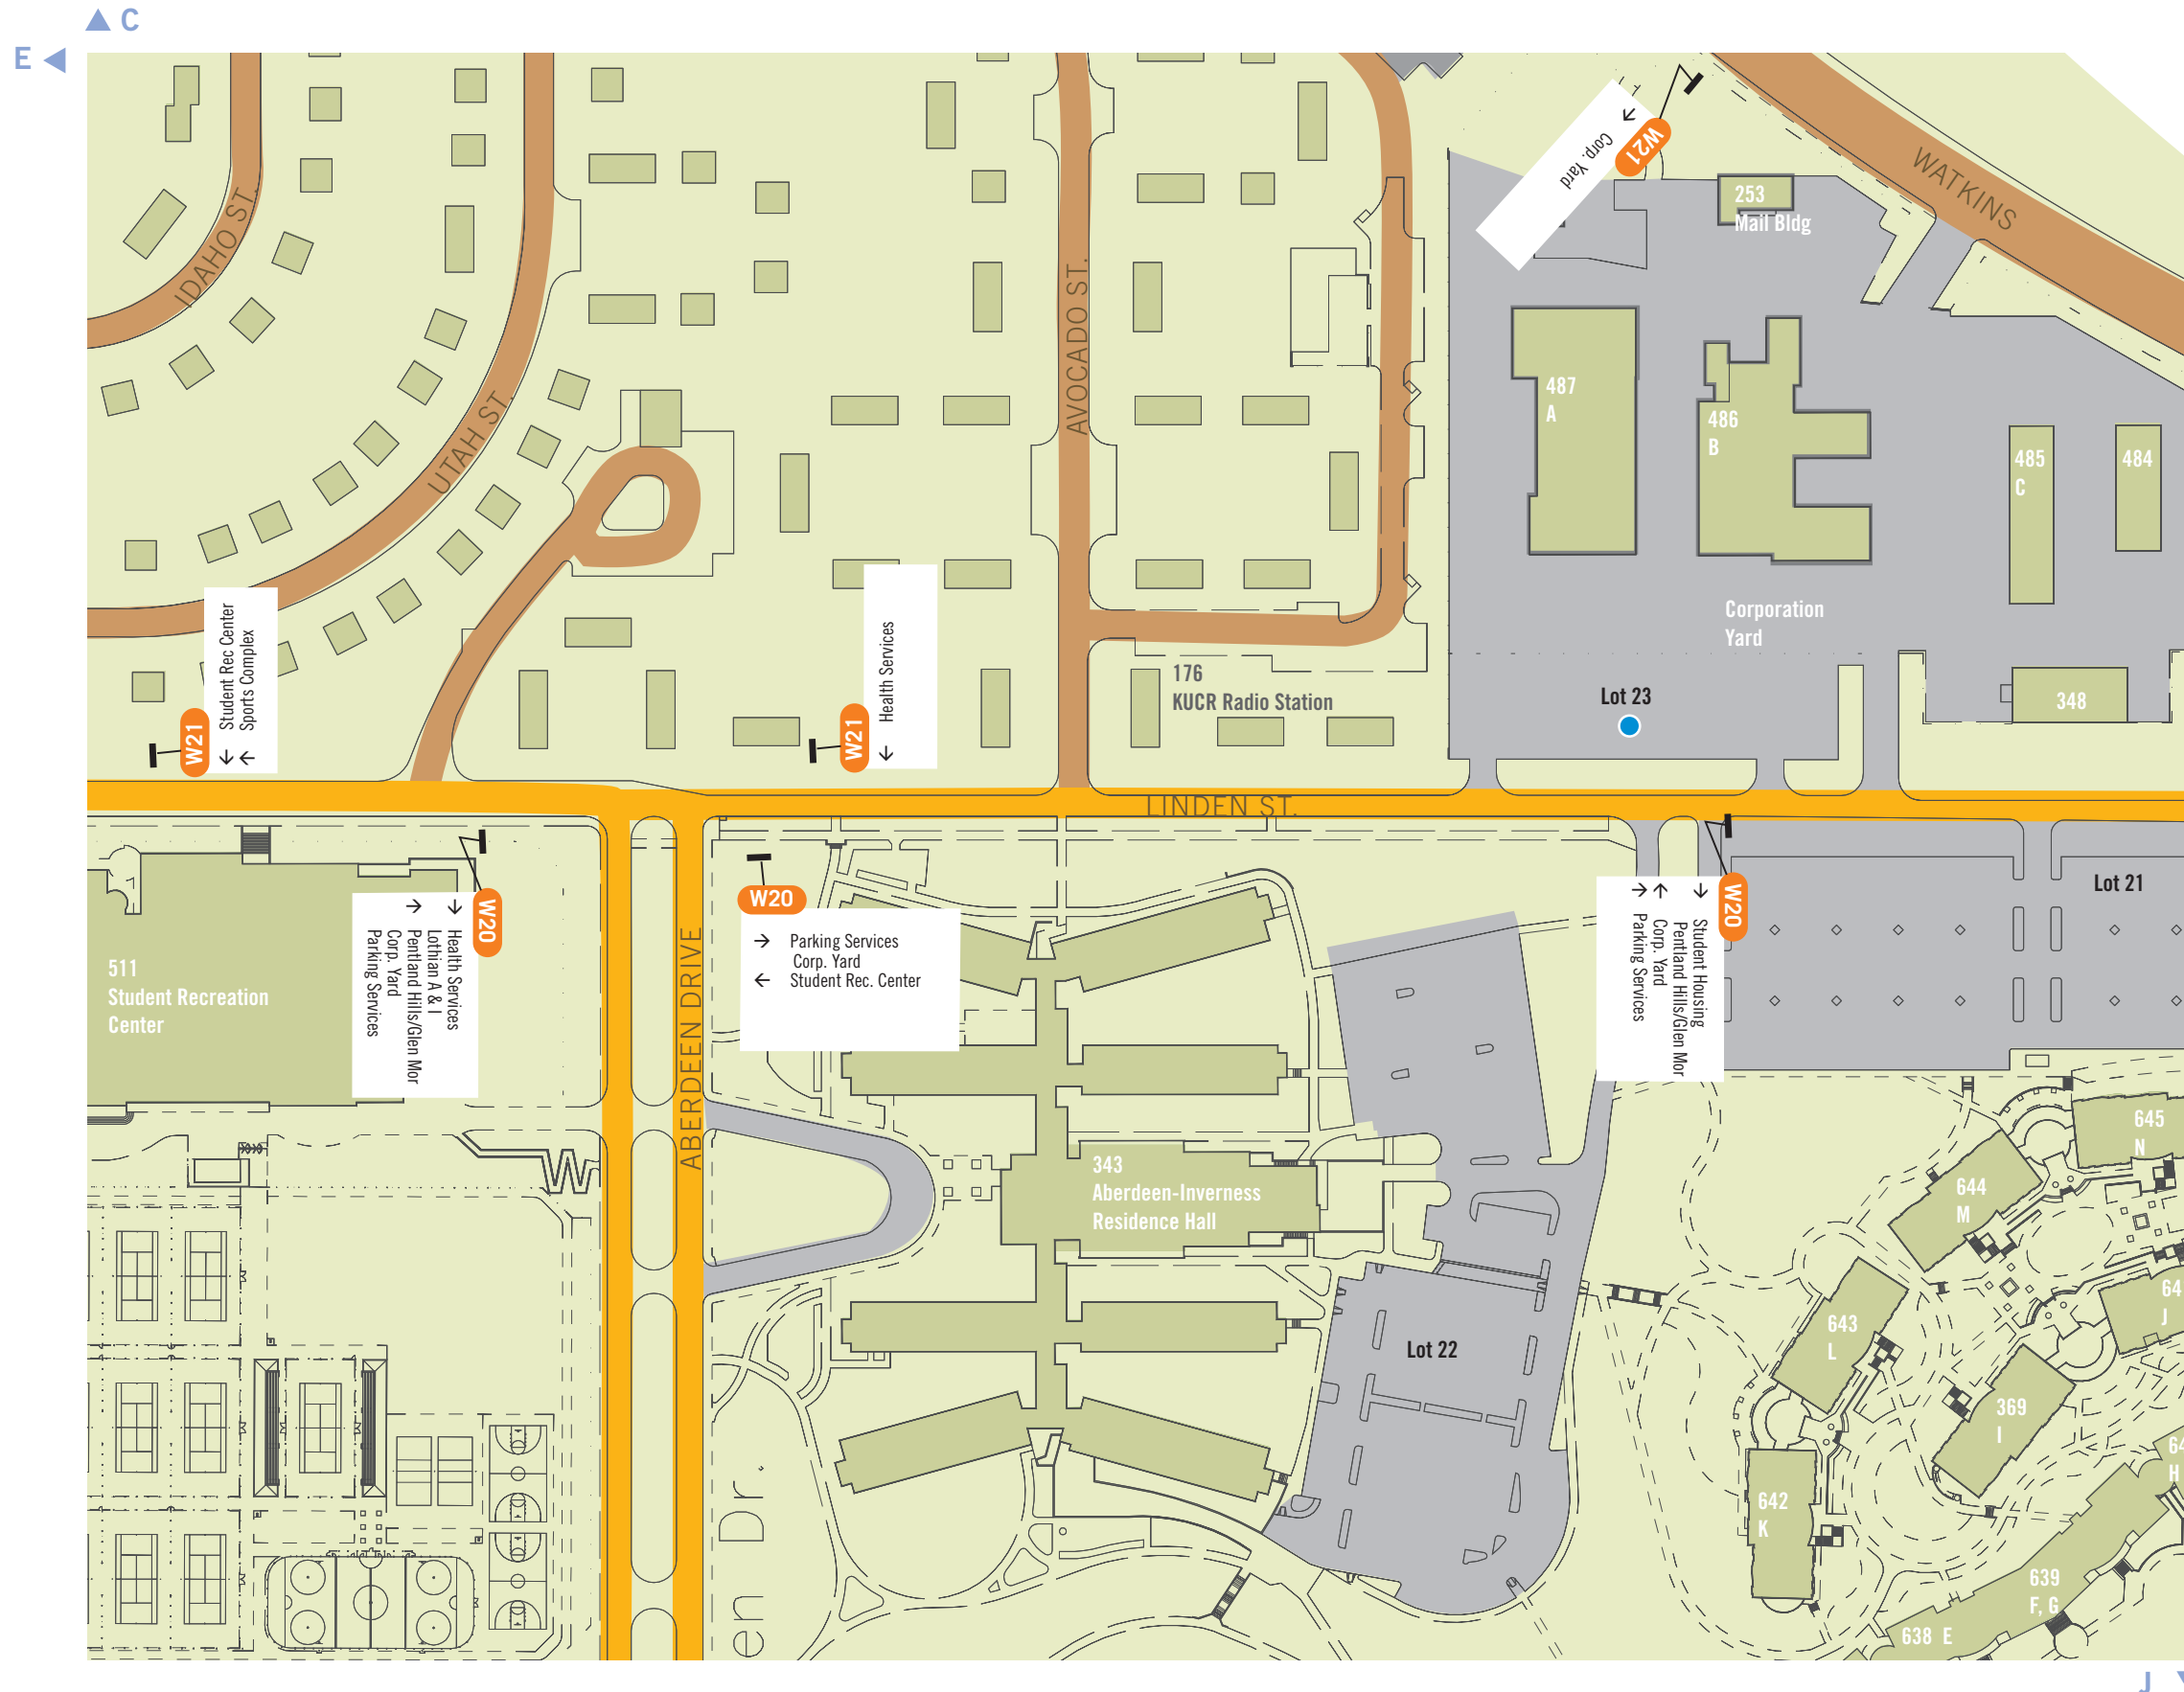 C
E
IDAHO ST.
UTAH ST.
AVOCADO ST.
WATKINS
W21
Corp. Yard
253
Mail Bldg
487
A
486
B
485
C
484
Corporation
Yard
Lot 23
348
176
KUCR Radio Station
W21
Student Rec Center
Sports Complex
W21
Health Services
LINDEN ST.
ABERDEEN DRIVE
W20
Health Services
Lothian A & I
Pentland Hills/Glen Mor
Corp. Yard
Parking Services
W20
Parking Services
Corp. Yard
Student Rec. Center
W20
Student Housing
Pentland Hills/Glen Mor
Corp. Yard
Parking Services
Lot 21
511
Student Recreation
Center
343
Aberdeen-Inverness
Residence Hall
Lot 22
645
N
644
M
643
L
64
J
369
I
64
H
642
K
639
F, G
638 E
en Dr.
J